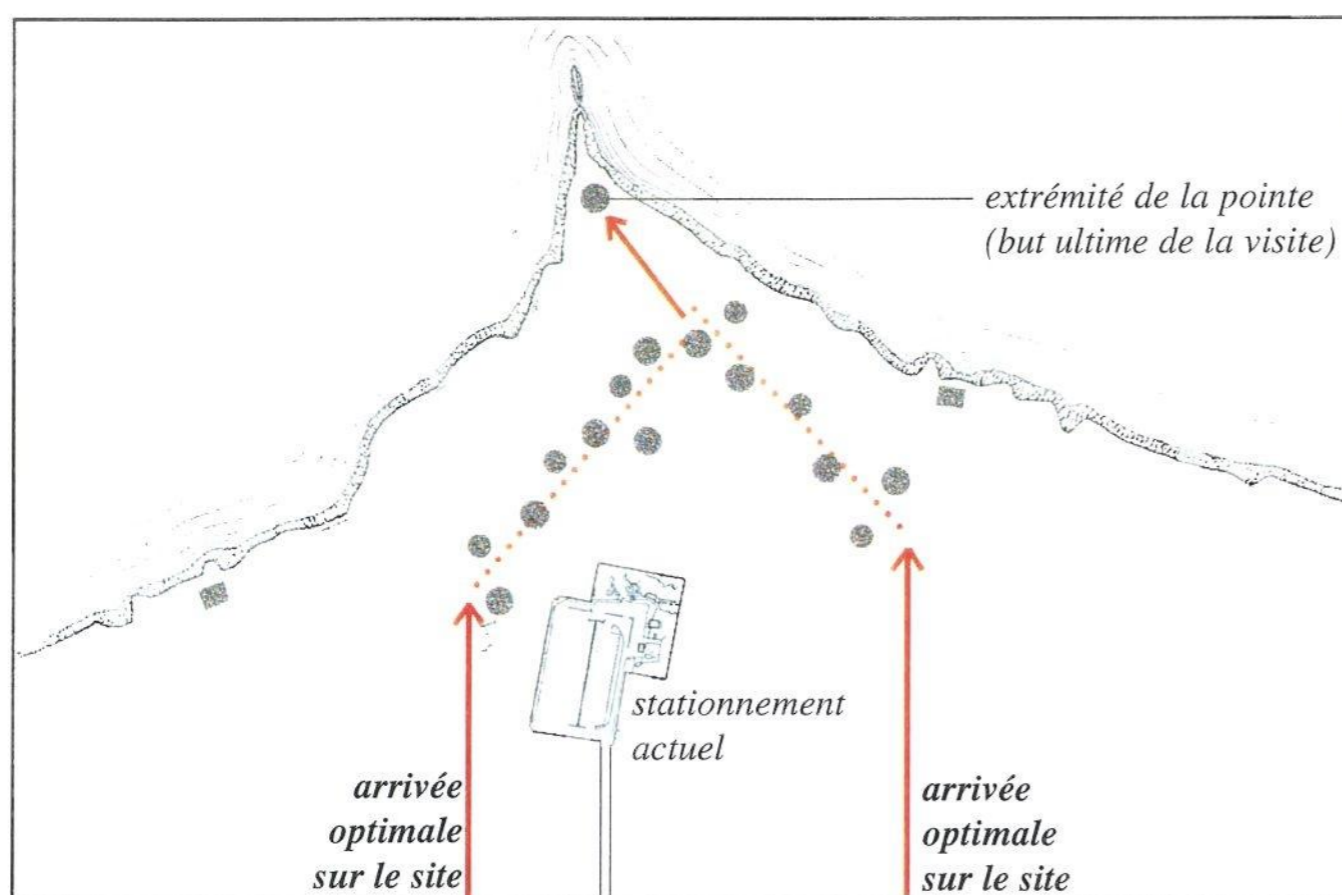 extrémité de la pointe
(but ultime de la visite)
stationnement
actuel
arrivée
optimale
sur le site
arrivée
optimale
sur le site